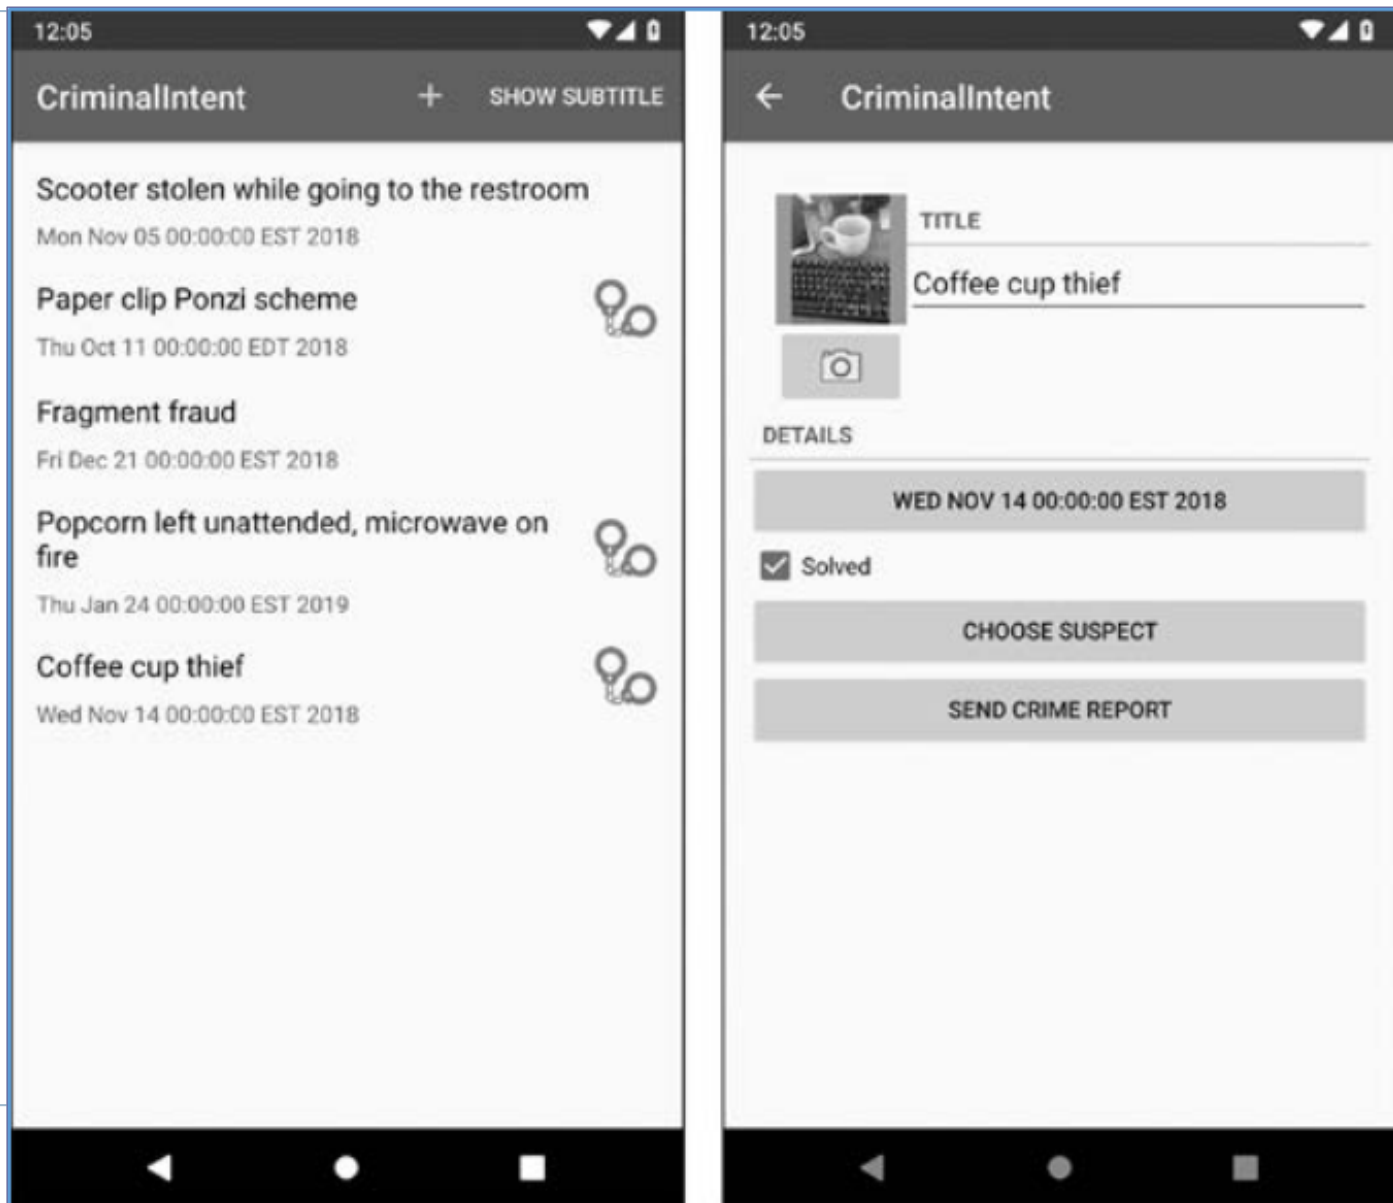 12:05
CriminalIntent + SHOW SUBTITLE
Scooter stolen while going to the restroom
Mon Nov 05 00:00:00 EST 2018
Paper clip Ponzi scheme
Thu Oct 11 00:00:00 EDT 2018
Fragment fraud
Fri Dec 21 00:00:00 EST 2018
Popcorn left unattended, microwave on
fire
Thu Jan 24 00:00:00 EST 2019
Coffee cup thief
Wed Nov 14 00:00:00 EST 2018
12:05
CriminalIntent
TITLE
Coffee cup thief
DETAILS
WED NOV 14 00:00:00 EST 2018
Solved
CHOOSE SUSPECT
SEND CRIME REPORT